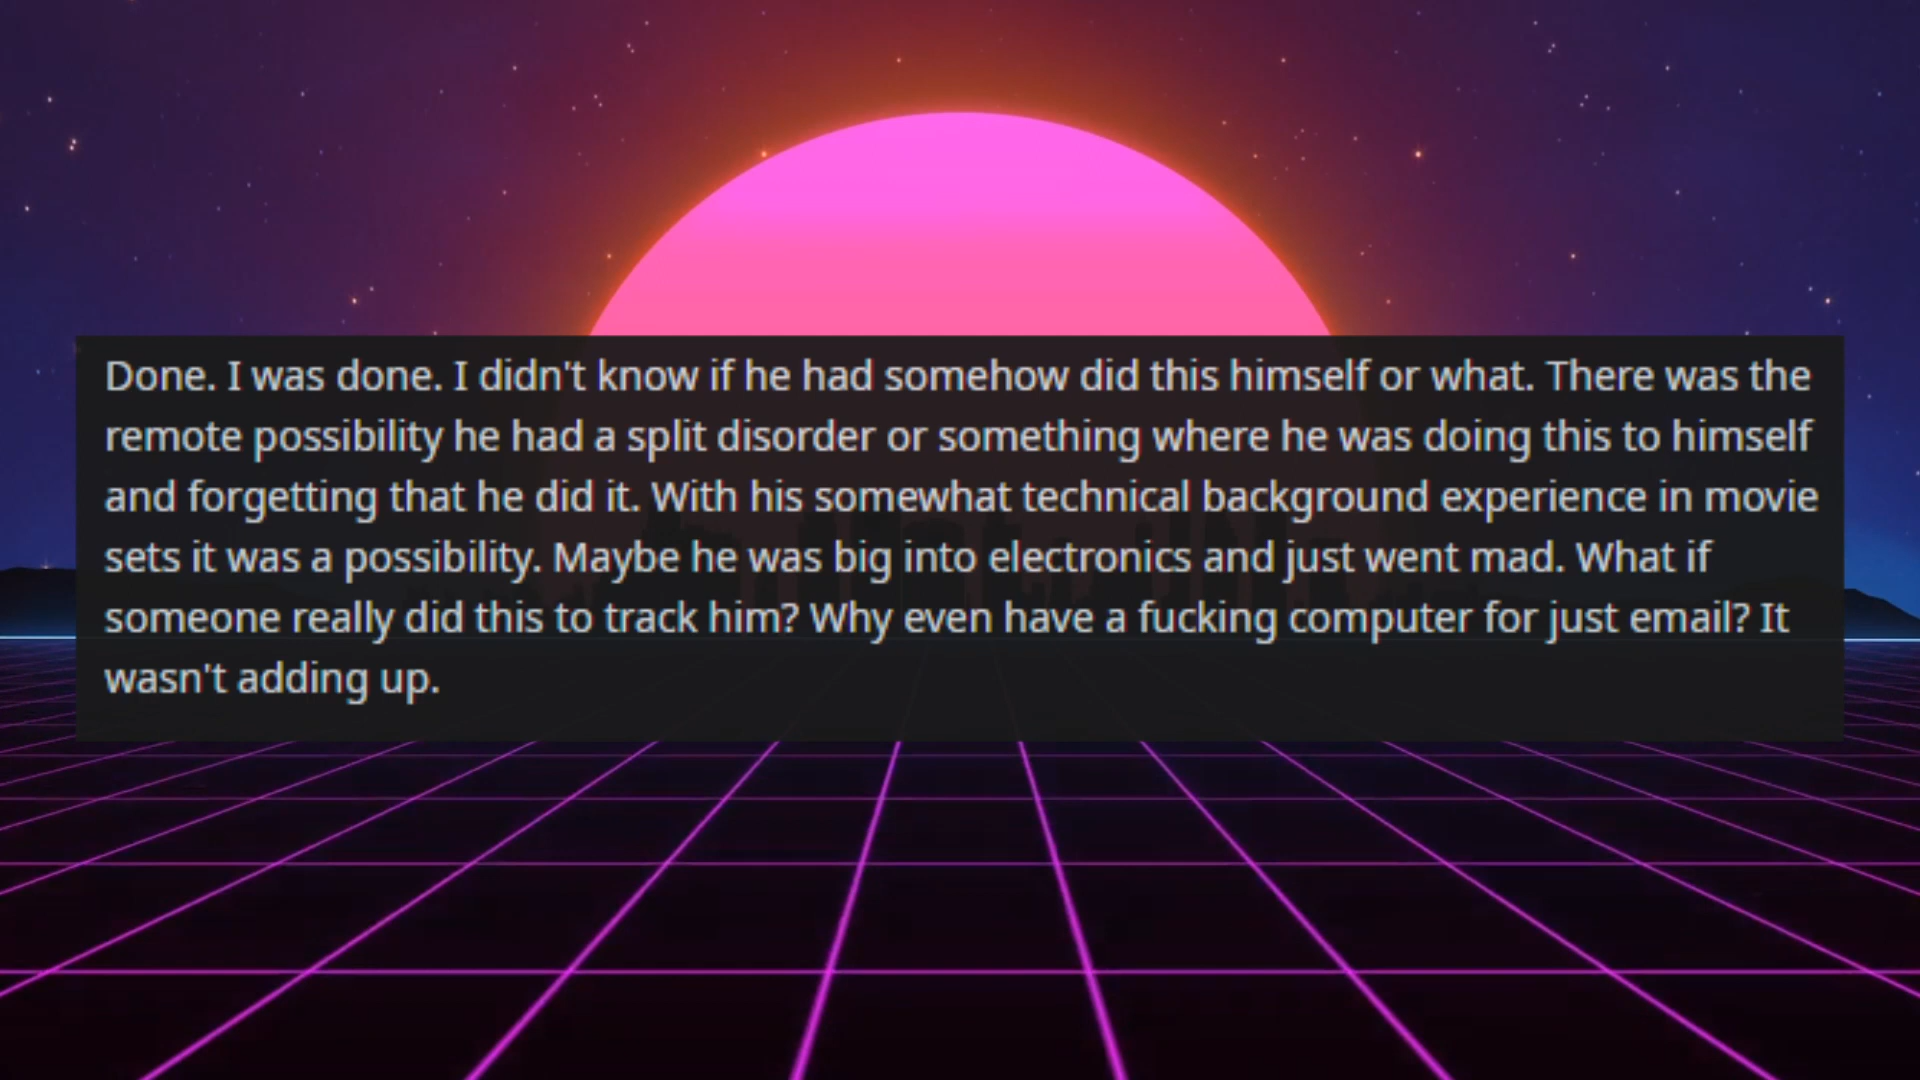 Done. I was done. I didn't know if he had somehow did this himself or what. There was the
remote possibility he had a split disorder or something where he was doing this to himself
and forgetting that he did it. With his somewhat technical background experience in movie
sets it was a possibility. Maybe he was big into electronics and just went mad. What if
someone really did this to track him? Why even have a fucking computer for just email? It
wasn't adding up.